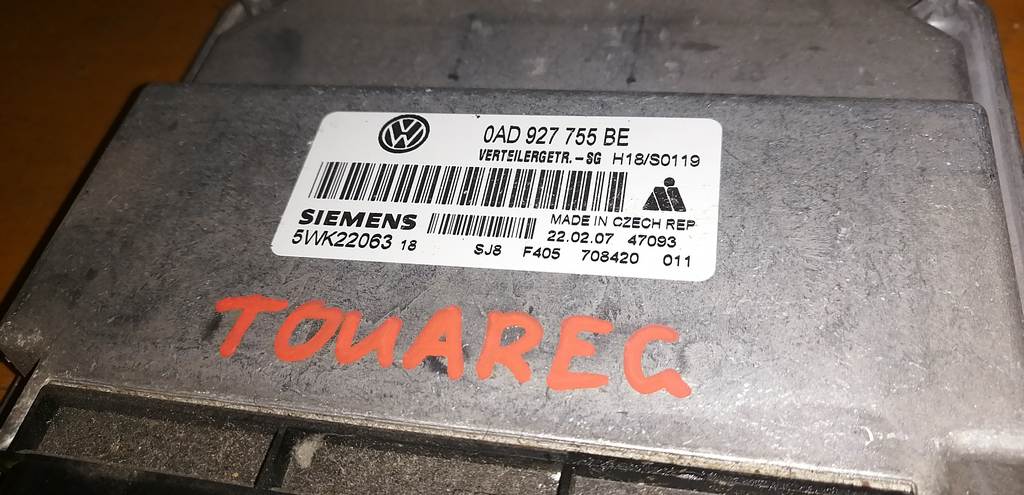 0AD 927 755 BE
VERTEILERGETR.-SG H18/S0119
SIEMENS
MADE IN CZECH REP
5WK22063 18
22.02.07 47093
SJ8 F405 708420 011
TOUAREG